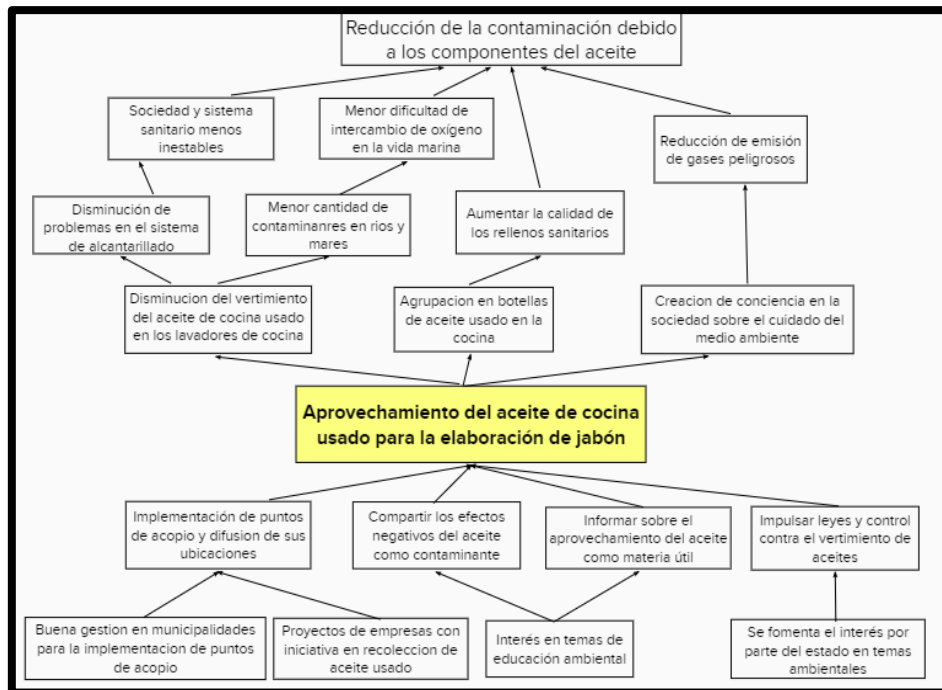 Reducción de la contaminación debido
a los componentes del aceite
Sociedad y sistema
sanitario menos
inestables
Menor dificultad de
intercambio de oxígeno
en la vida marina
Reducción de emisión
de gases peligrosos
Disminución de
problemas en el sistema
de alcantarillado
Menor cantidad de
contaminanres en rios y
mares
Aumentar la calidad de
los rellenos sanitarios
Disminucion del vertimiento
del aceite de cocina usado
en los lavadores de cocina
Agrupacion en botellas
de aceite usado en la
cocina
Creacion de conciencia en la
sociedad sobre el cuidado del
medio ambiente
Aprovechamiento del aceite de cocina
usado para la elaboración de jabón
Implementación de puntos
de acopio y difusion de sus
ubicaciones
Compartir los efectos
negativos del aceite
como contaminante
Informar sobre el
aprovechamiento del aceite
como materia útil
Impulsar leyes y control
contra el vertimiento de
aceites
Buena gestion en municipalidades
para la implementacion de puntos
de acopio
Proyectos de empresas con
iniciativa en recoleccion de
aceite usado
Interés en temas de
educación ambiental
Se fomenta el interés por
parte del estado en temas
ambientales